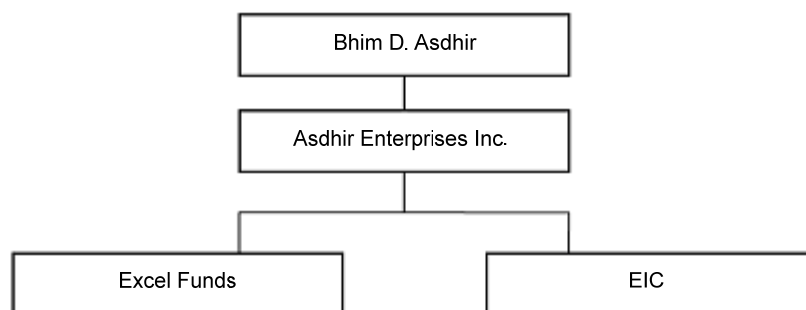 Bhim D. Asdhir
Asdhir Enterprises Inc.
Excel Funds
EIC